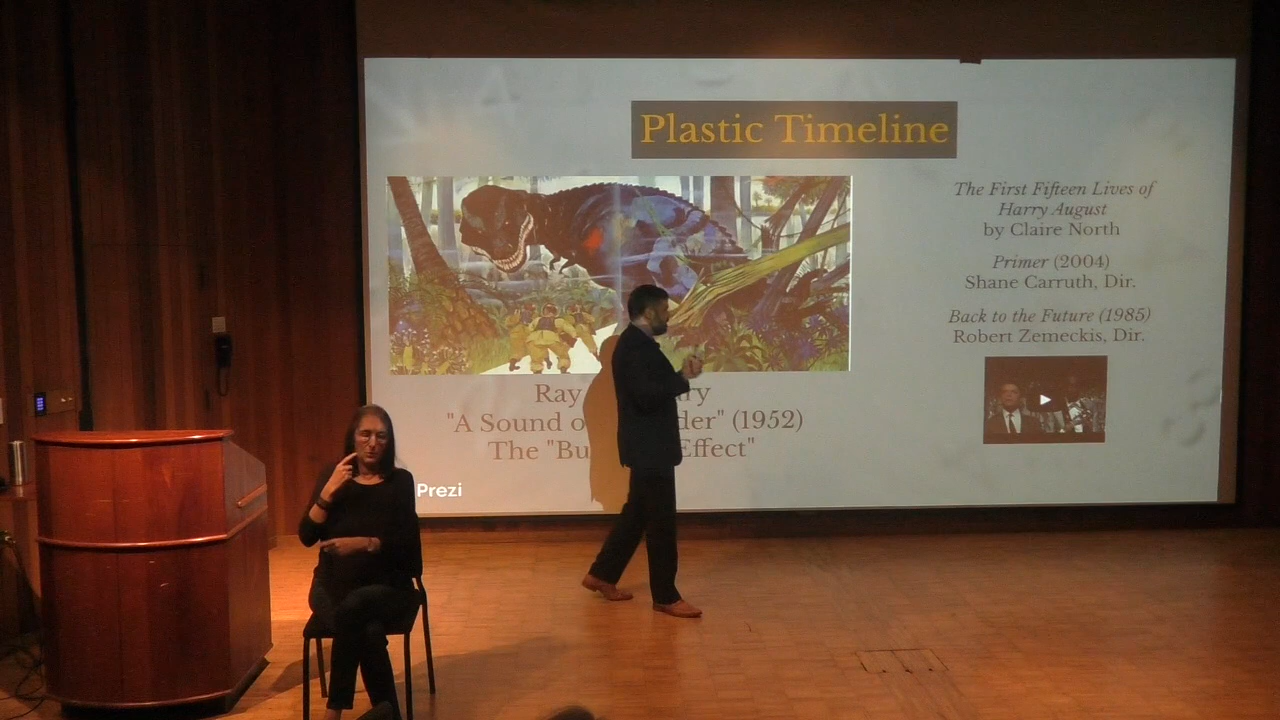 Plastic Timeline
Ray ry
"A Sound o der" (1952)
The "Bu Effect"
The First Fifteen Lives of
Harry August
by Claire North
Primer (2004)
Shane Carruth, Dir.
Back to the Future (1985)
Robert Zemeckis, Dir.
Prezi